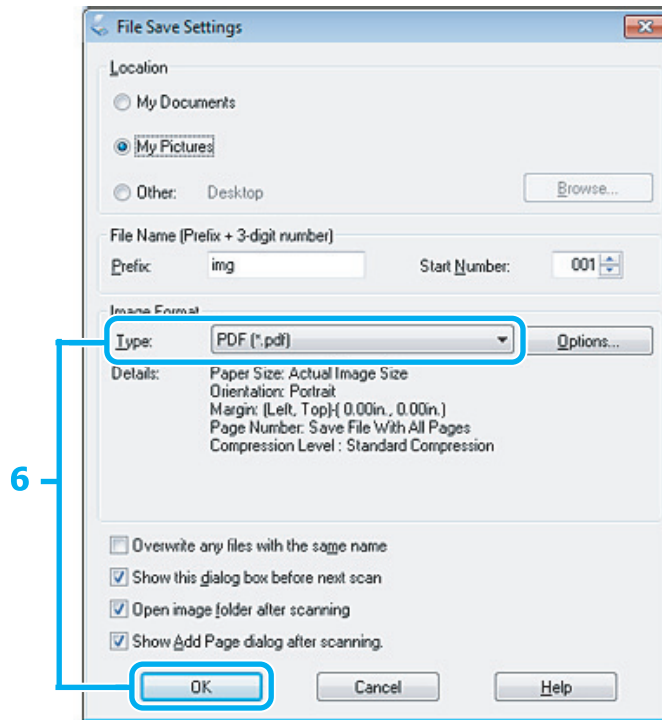 File Save Settings
Location
My Documents
My Pictures
Other: Desktop Browse...
File Name (Prefix + 3-digit number)
Prefix: img Start Number: 001
Image Format
Type: PDF (*.pdf) Options...
Details: Paper Size: Actual Image Size
Orientation: Portrait
Margin: (Left, Top)-( 0.00in., 0.00in.)
Page Number: Save File With All Pages
Compression Level : Standard Compression
6
Overwrite any files with the same name
Show this dialog box before next scan
Open image folder after scanning
Show Add Page dialog after scanning.
OK Cancel Help